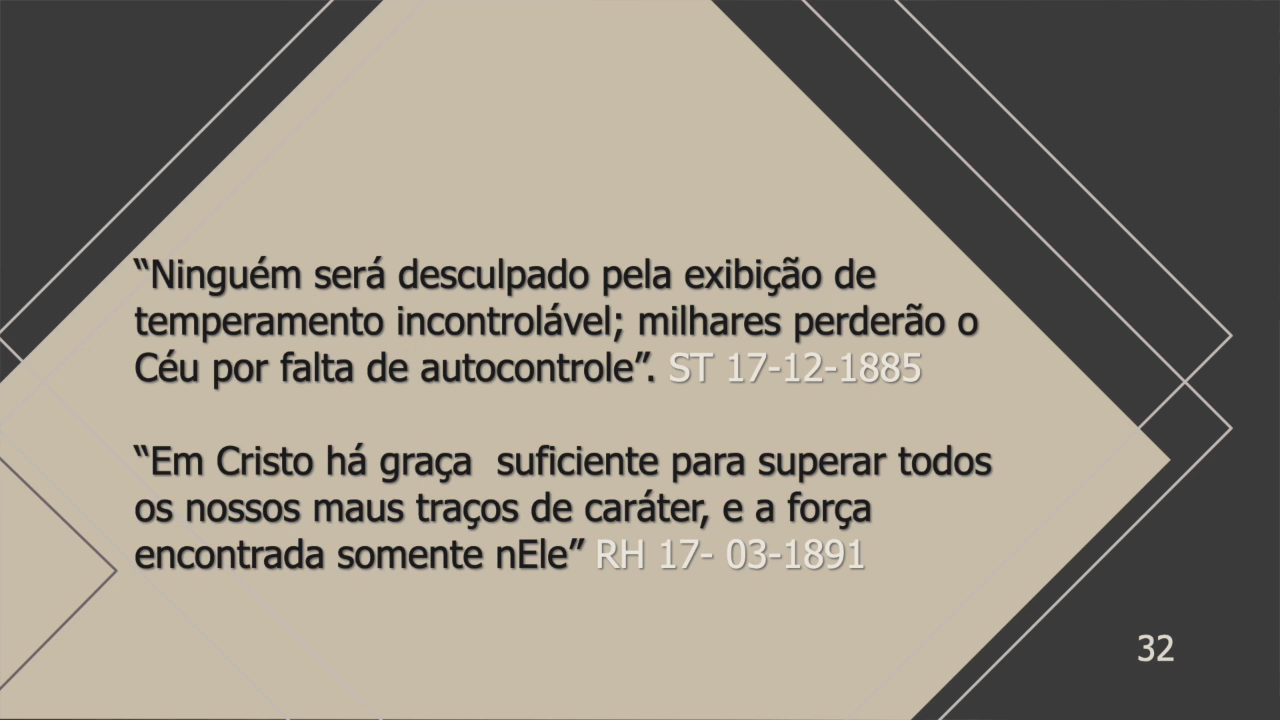 “Ninguém será desculpado pela exibição de
temperamento incontrolável; milhares perderão o
Céu por falta de autocontrole”. ST 17-12-1885
“Em Cristo há graça  suficiente para superar todos
os nossos maus traços de caráter, e a força
encontrada somente nEle” RH 17- 03-1891
32